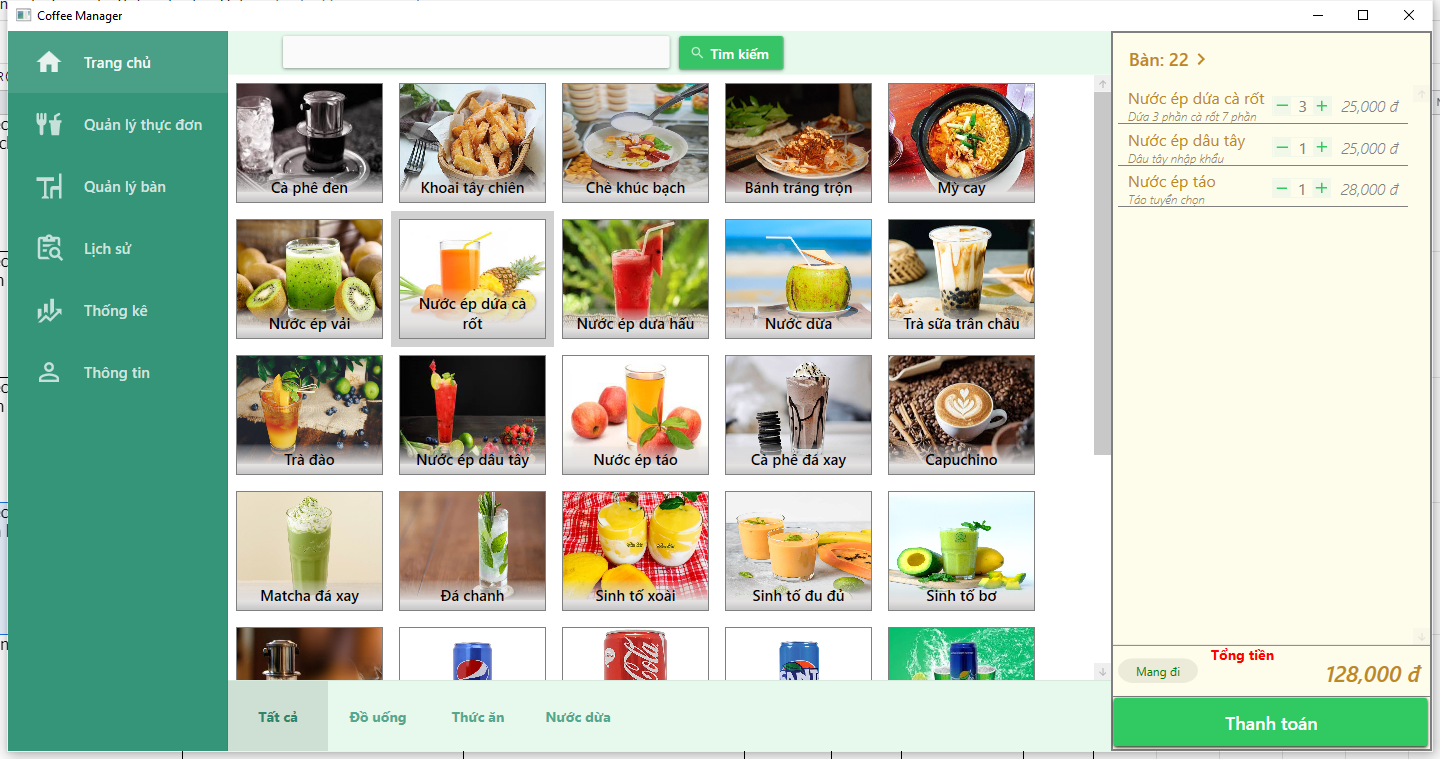 Coffee Manager
Trang chủ
Quản lý thực đơn
Quản lý bàn
Lịch sử
Thống kê
Thông tin
Tìm kiếm
Cà phê đen
Khoai tây chiên
Chè khúc bạch
Bánh tráng trộn
Mỳ cay
Nước ép vải
Nước ép dứa cà
rốt
Nước ép dưa hấu
Nước dừa
Trà sữa trân châu
Trà đào
Nước ép dâu tây
Nước ép táo
Cà phê đá xay
Capuchino
Matcha đá xay
Đá chanh
Sinh tố xoài
Sinh tố đu đủ
Sinh tố bơ
Tất cả
Đồ uống
Thức ăn
Nước dừa
Bàn: 22
Nước ép dứa cà rốt
Dứa 3 phần cà rốt 7 phần
3
25,000 đ
Nước ép dâu tây
Dâu tây nhập khẩu
1
25,000 đ
Nước ép táo
Táo tuyển chọn
1
28,000 đ
Tổng tiền
Mang đi
128,000 đ
Thanh toán